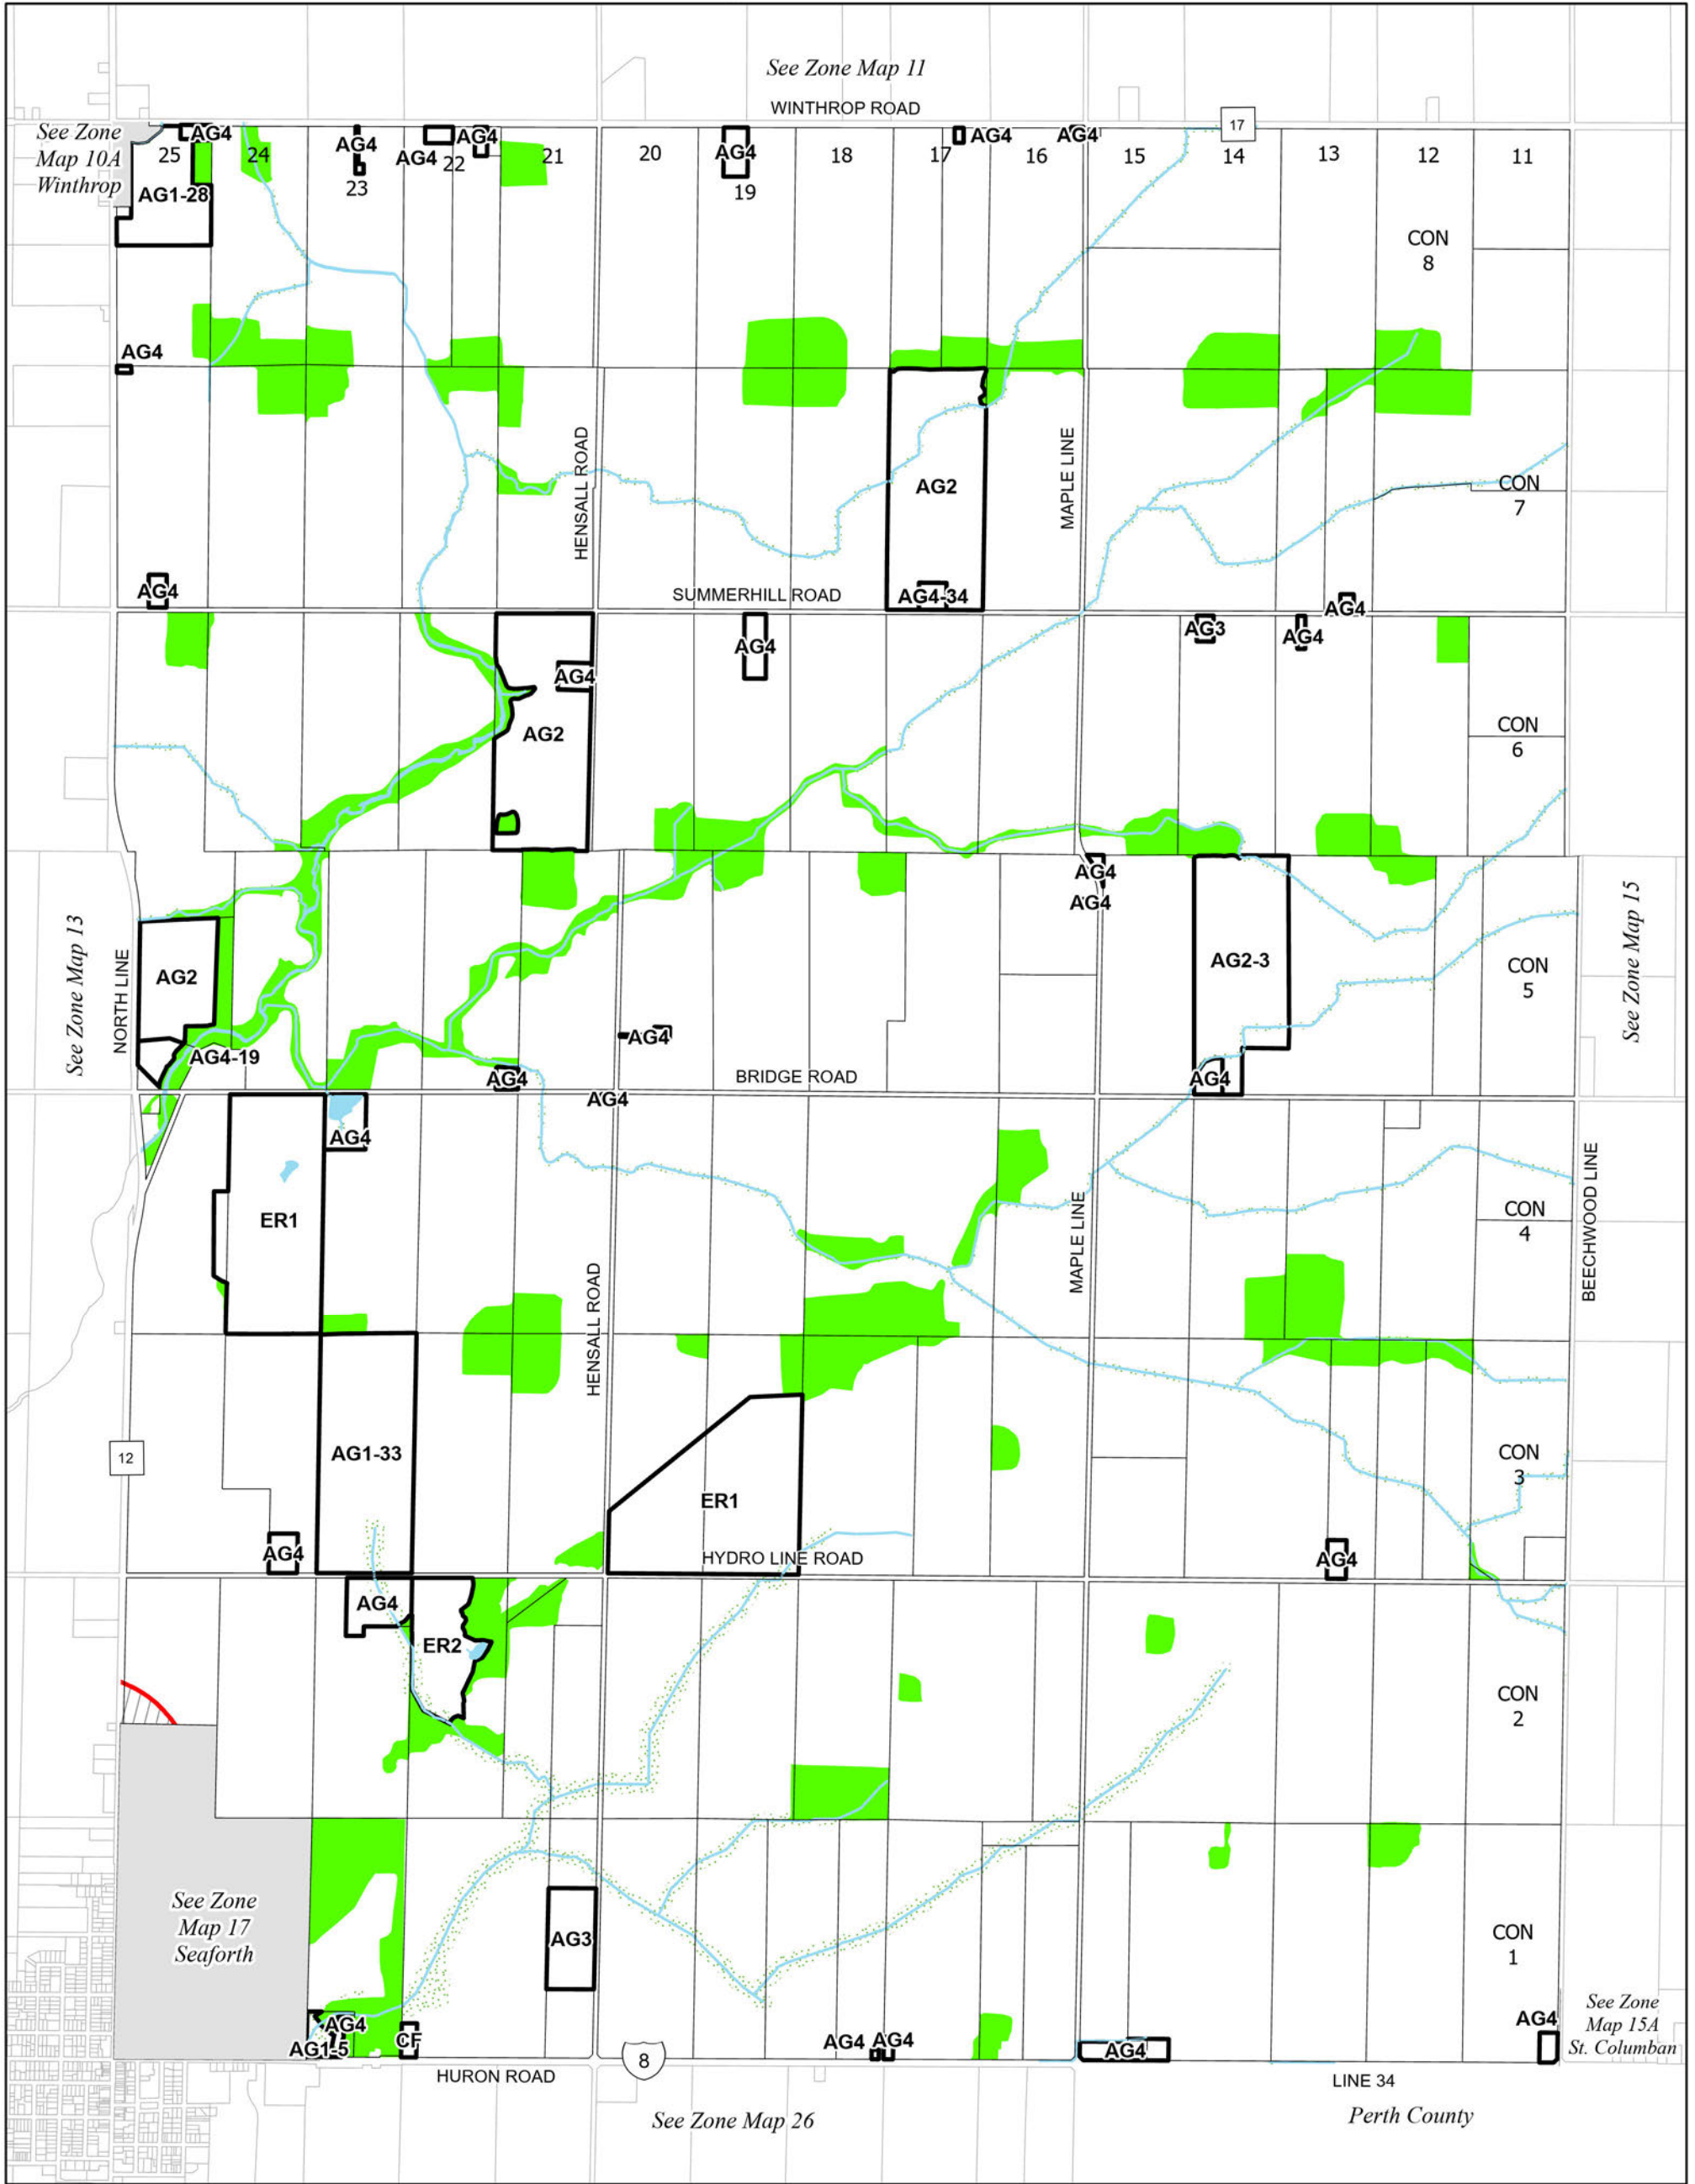 See Zone Map 11
WINTHROP ROAD
17
See Zone
Map 10A
Winthrop
AG4
AG4
AG4
AG4
AG4
AG4
AG4
25
24
23
22
21
20
19
18
17
16
15
14
13
12
11
AG1-28
CON
8
AG4
HENSALL ROAD
MAPLE LINE
AG2
CON
7
AG4
SUMMERHILL ROAD
AG4-34
AG4
AG3
AG4
AG4
AG4
AG2
CON
6
AG4
AG4
See Zone Map 13
NORTH LINE
AG2
AG2-3
CON
5
See Zone Map 15
AG4
AG4-19
AG4
BRIDGE ROAD
AG4
AG4
AG4
ER1
MAPLE LINE
CON
4
BEECHWOOD LINE
HENSALL ROAD
12
AG1-33
ER1
CON
3
AG4
HYDRO LINE ROAD
AG4
AG4
ER2
CON
2
See Zone
Map 17
Seaforth
AG3
CON
1
AG4
AG1-5
CF
AG4
AG4
AG4
AG4
See Zone
Map 15A
St. Columban
8
HURON ROAD
LINE 34
See Zone Map 26
Perth County